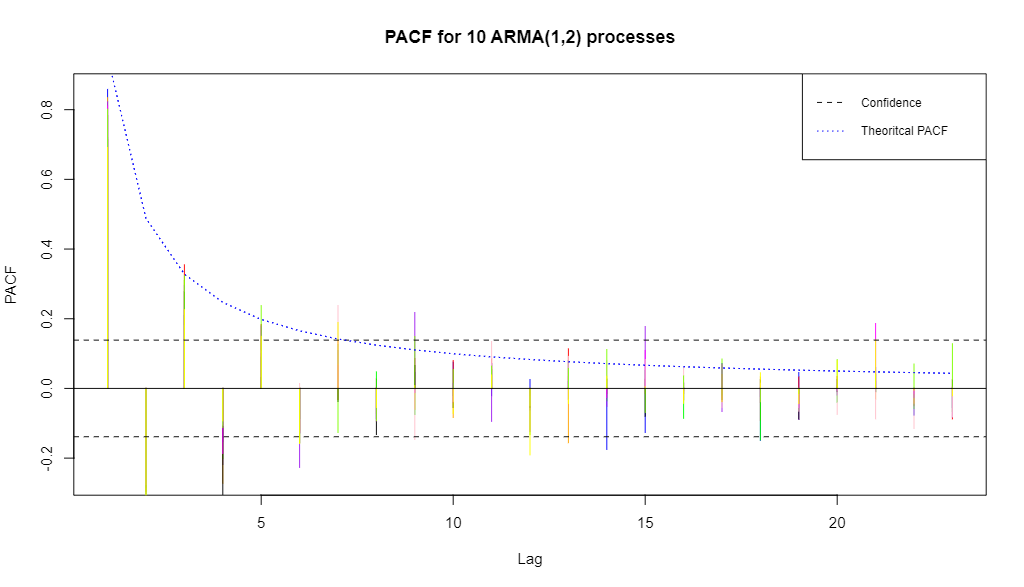 PACF for 10 ARMA(1,2) processes
Confidence
Theoritcal PACF
PACF
0.8
0.6
0.4
0.2
0.0
-0.2
5 10 15 20
Lag